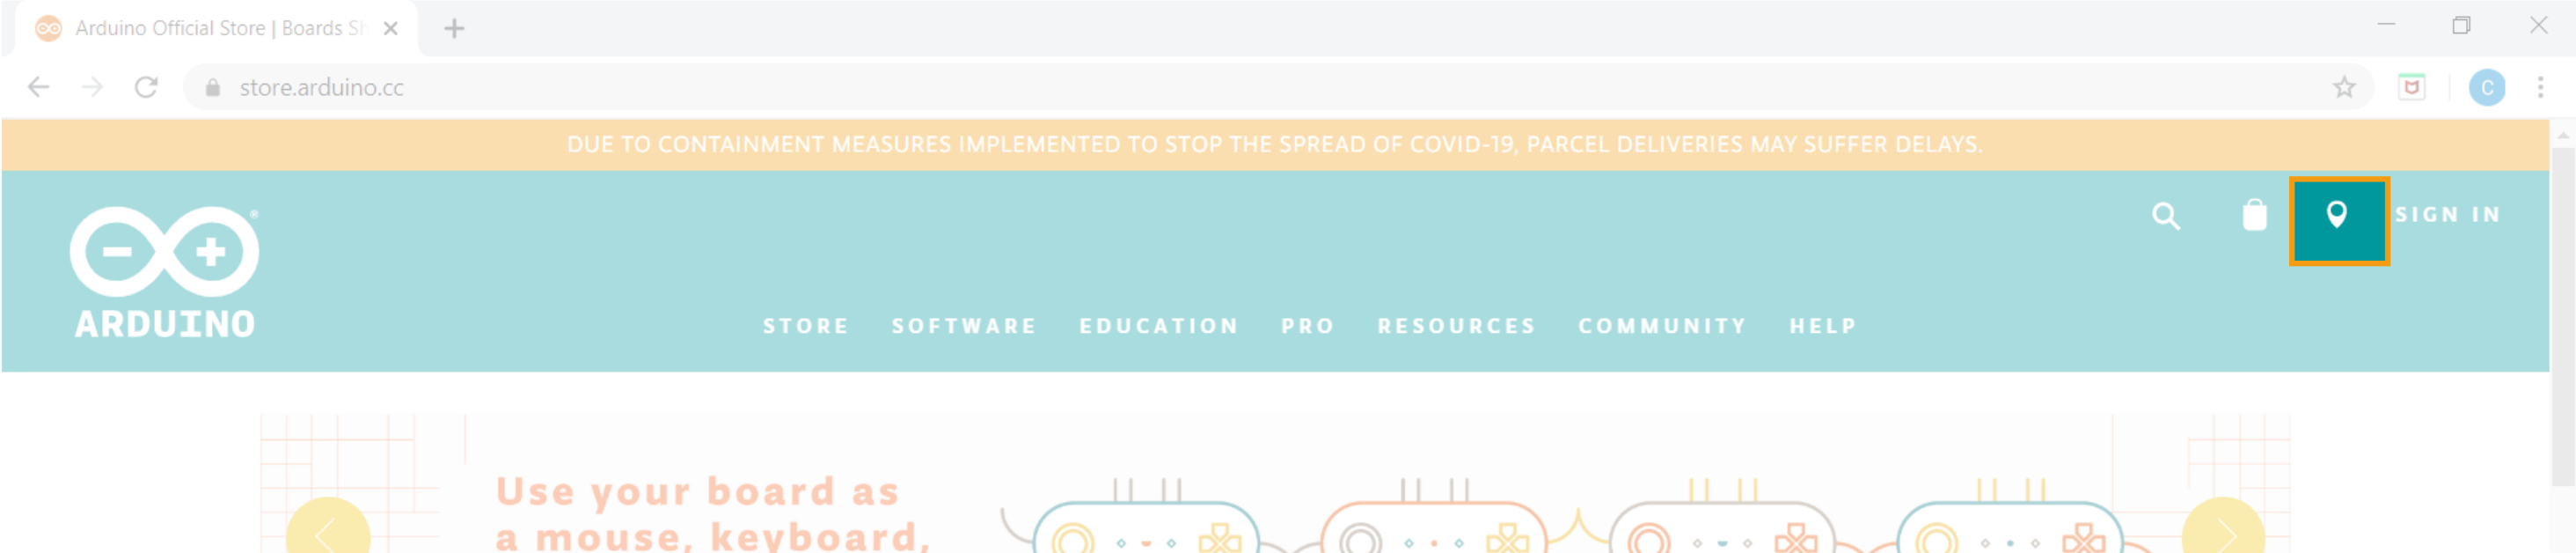 Arduino Official Store | Boards Sh
store.arduino.cc
C
DUE TO CONTAINMENT MEASURES IMPLEMENTED TO STOP THE SPREAD OF COVID-19, PARCEL DELIVERIES MAY SUFFER DELAYS.
SIGN IN
ARDUINO
STORE SOFTWARE EDUCATION PRO RESOURCES COMMUNITY HELP
Use your board as
a mouse, keyboard,